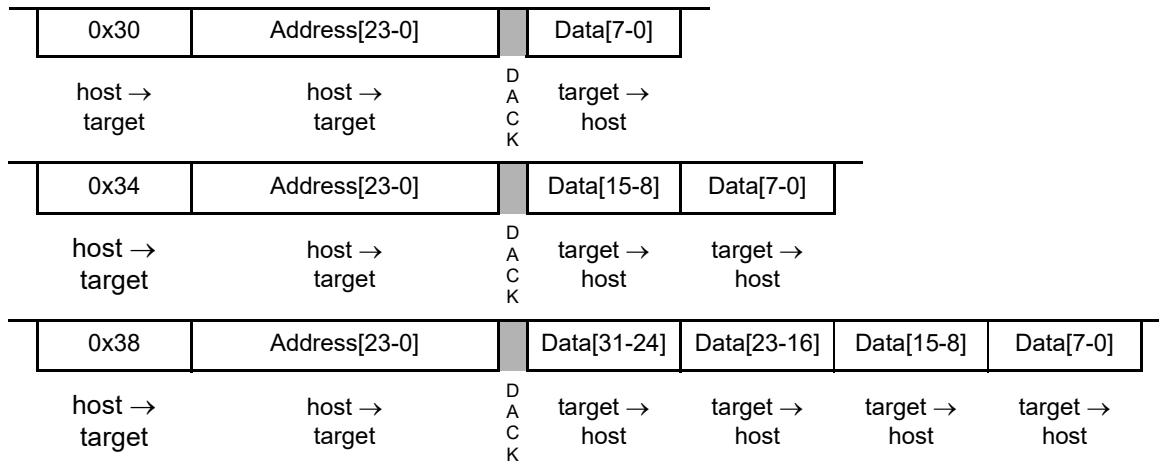 0x30 Address[23-0] Data[7-0]
host → host → D A C K target →
target target host
0x34 Address[23-0] Data[15-8] Data[7-0]
host → host → D A C K target → target →
target target host host
0x38 Address[23-0] Data[31-24] Data[23-16] Data[15-8] Data[7-0]
host → host → D A C K target → target → target → target →
target target host host host host